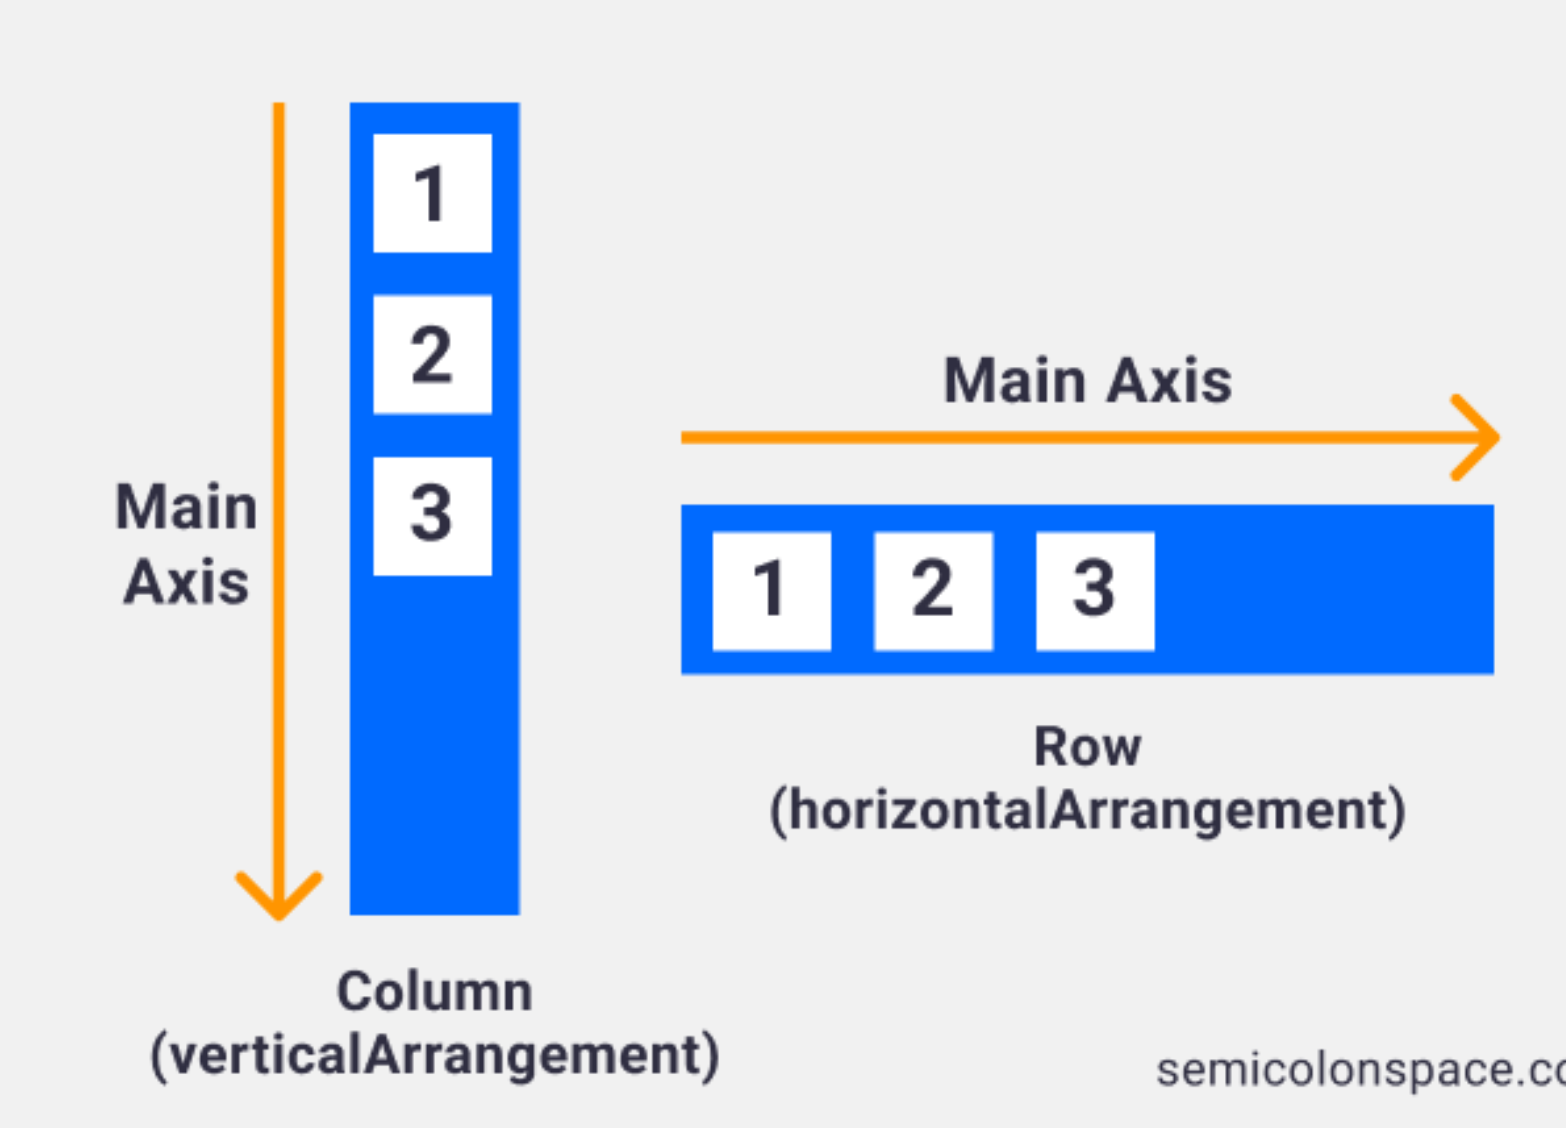 1
2
3
Main
Axis
Column
(verticalArrangement)
Main Axis
1 2 3
Row
(horizontalArrangement)